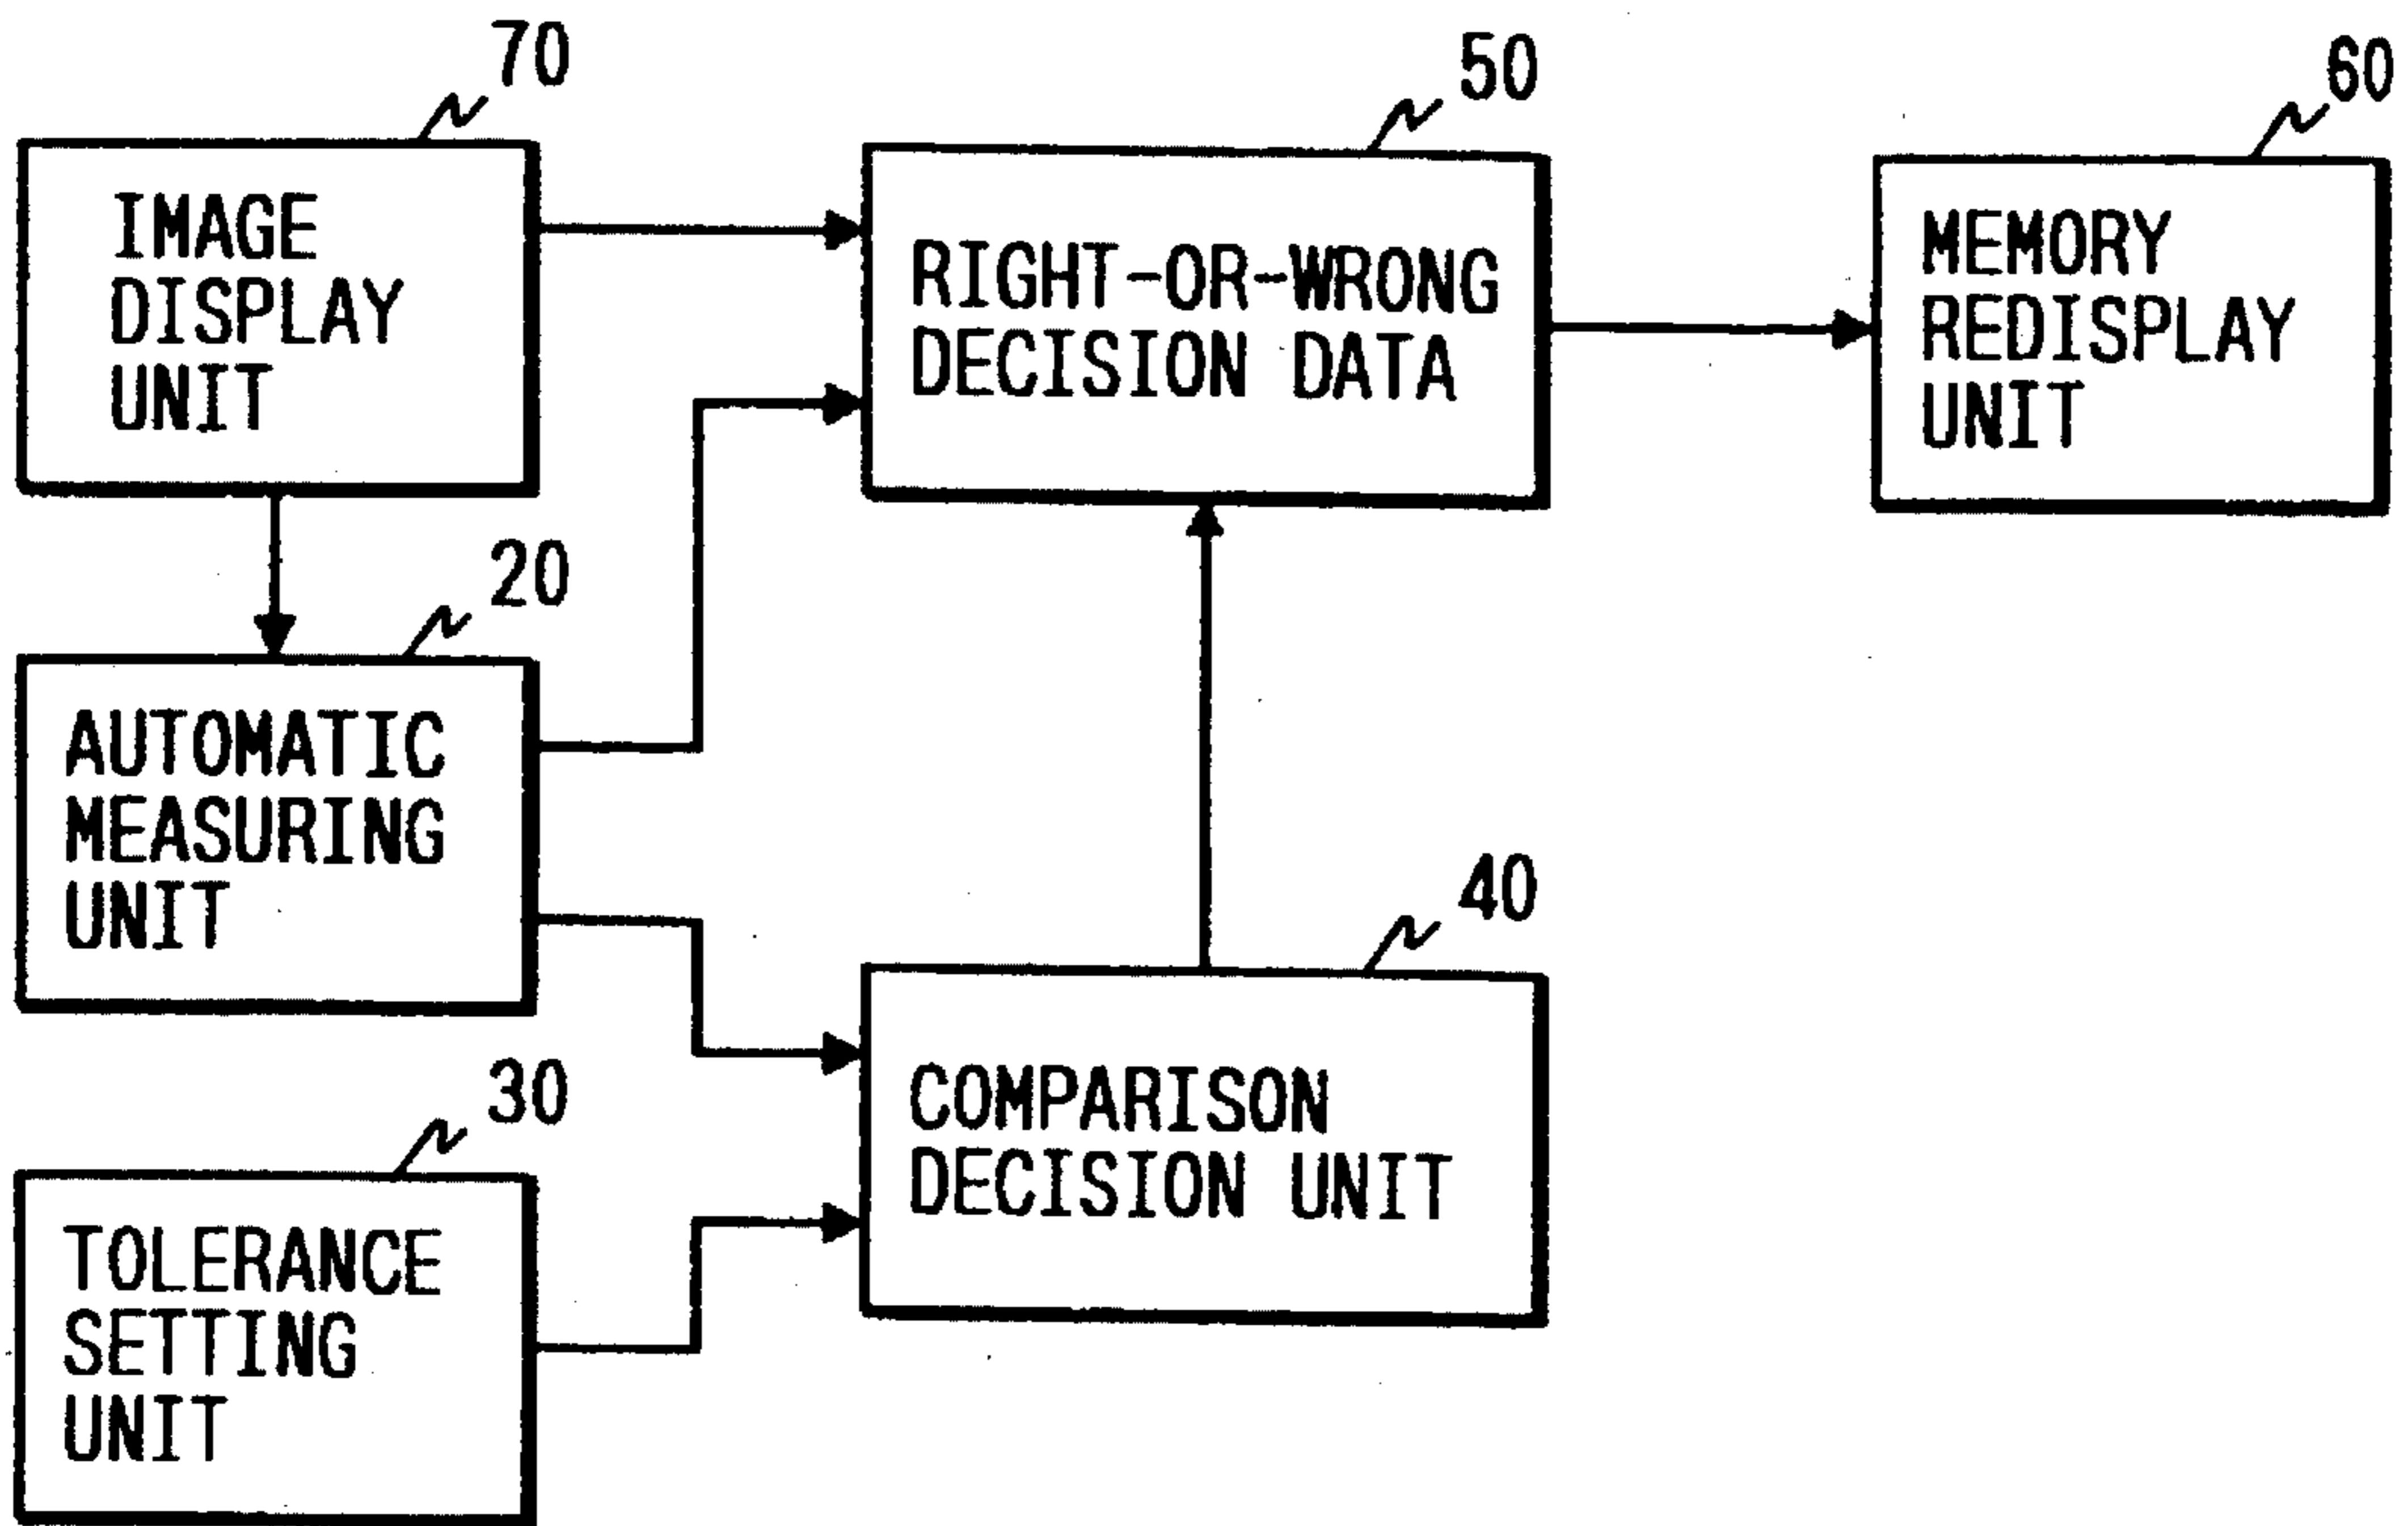 70
IMAGE
DISPLAY
UNIT
50
RIGHT-OR-WRONG
DECISION DATA
60
MEMORY
REDISPLAY
UNIT
20
AUTOMATIC
MEASURING
UNIT
40
COMPARISON
DECISION UNIT
30
TOLERANCE
SETTING
UNIT